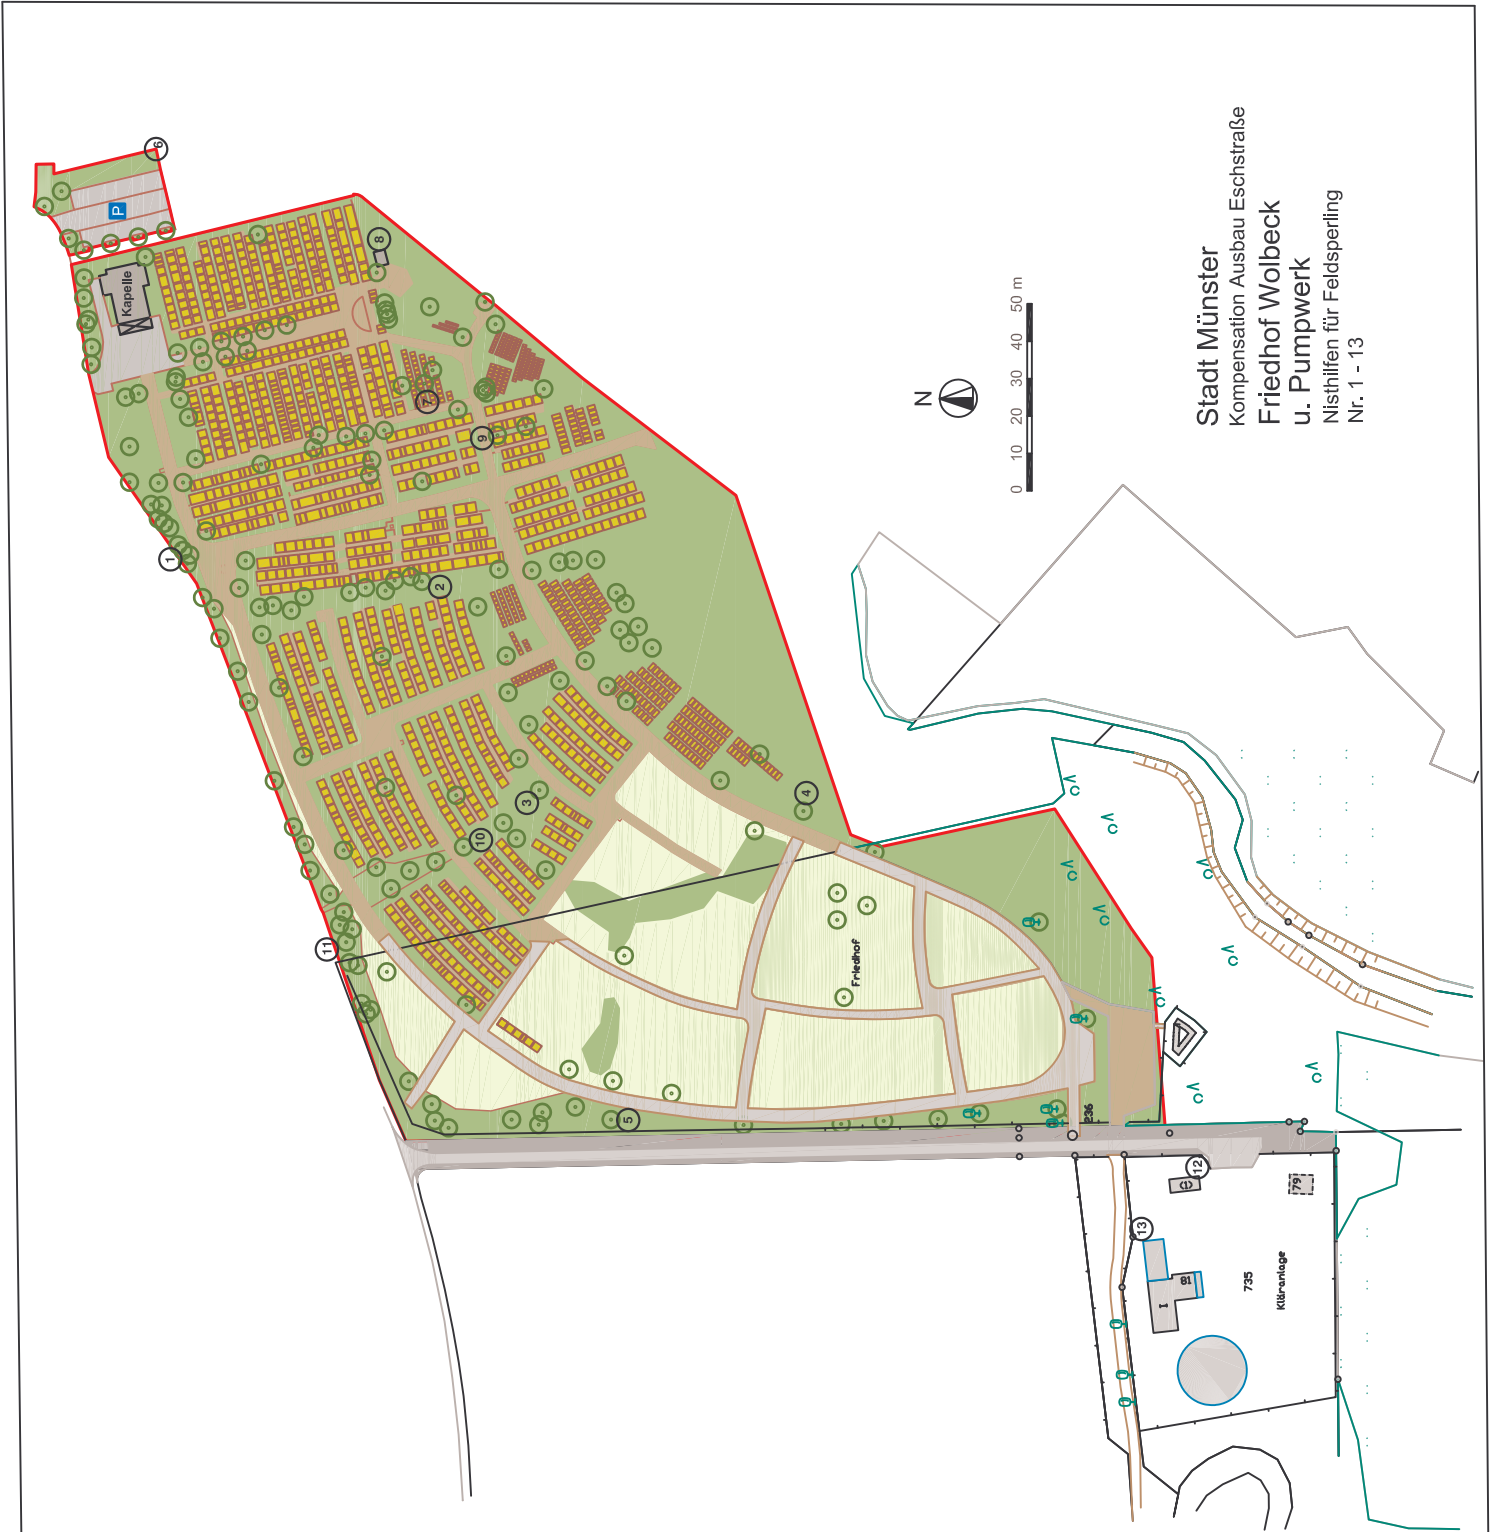 Stadt Münster
Kompensation Ausbau Eschstraße
Friedhof Wolbeck
u. Pumpwerk
Nisthilfen für Feldsperling
Nr. 1 - 13
N
0 10 20 30 40 50 m
P
Kapelle
6
8
7
9
1
2
3
10
4
11
5
Friedhof
236
12
(1)
79
13
81
I
735
Kläranlage